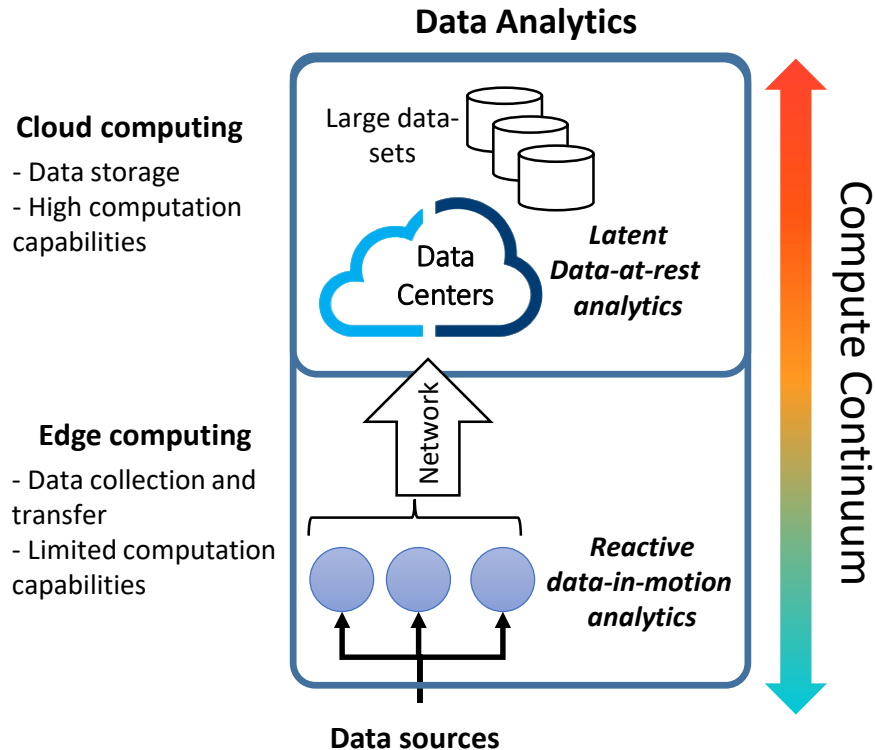 Data Analytics
Cloud computing
- Data storage
- High computation
capabilities
Large data-
sets
Data
Centers
Latent
Data-at-rest
analytics
Compute Continuum
Network
Edge computing
- Data collection and
transfer
- Limited computation
capabilities
Reactive
data-in-motion
analytics
Data sources